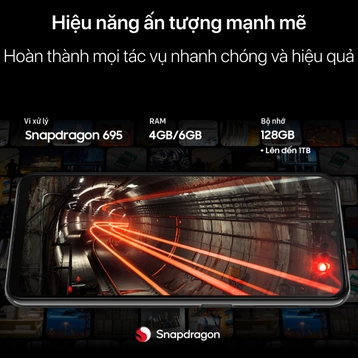 Hiệu năng ấn tượng mạnh mẽ
Hoàn thành mọi tác vụ nhanh chóng và hiệu quả
Vi xử lý
Snapdragon 695
RAM
4GB/6GB
Bộ nhớ
128GB
+ Lên đến 1TB
Snapdragon